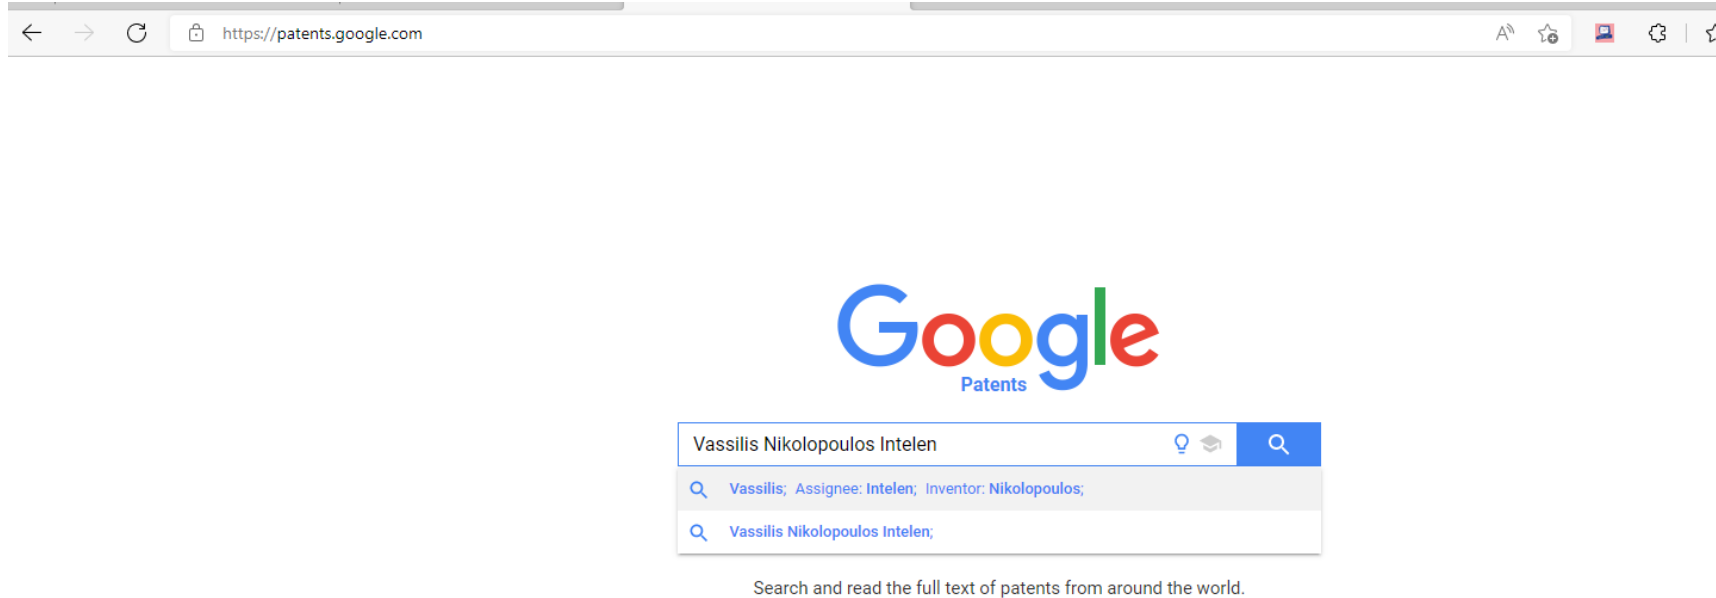 https://patents.google.com
Google
Patents
Vassilis Nikolopoulos Intelen
Vassilis; Assignee: Intelen; Inventor: Nikolopoulos;
Vassilis Nikolopoulos Intelen;
Search and read the full text of patents from around the world.